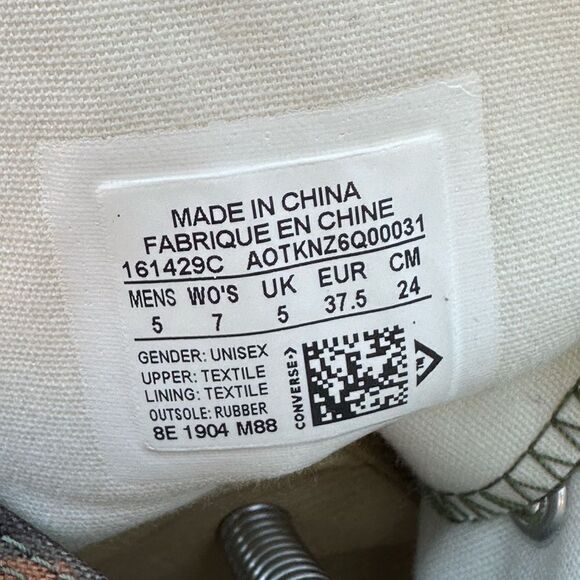 MADE IN CHINA
FABRIQUE EN CHINE
161429C AOTKNZ6Q00031
MENS WO'S UK EUR CM
5 7 5 37.5 24
GENDER: UNISEX
UPPER: TEXTILE
LINING: TEXTILE
OUTSOLE: RUBBER
8E 1904 M88
CONVERSE
E